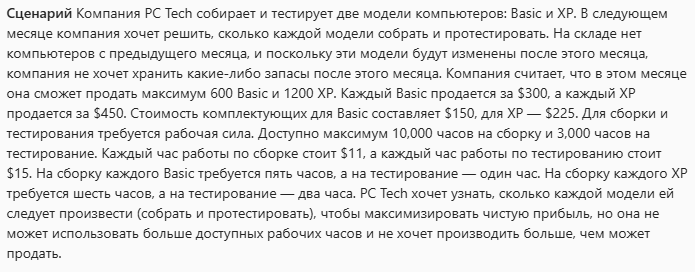 Сценарий Компания PC Tech собирает и тестирует две модели компьютеров: Basic и XP. В следующем
месяце компания хочет решить, сколько каждой модели собрать и протестировать. На складе нет
компьютеров с предыдущего месяца, и поскольку эти модели будут изменены после этого месяца,
компания не хочет хранить какие-либо запасы после этого месяца. Компания считает, что в этом месяце
она сможет продать максимум 600 Basic и 1200 XP. Каждый Basic продается за $300, а каждый XP
продается за $450. Стоимость комплектующих для Basic составляет $150, для XP — $225. Для сборки и
тестирования требуется рабочая сила. Доступно максимум 10,000 часов на сборку и 3,000 часов на
тестирование. Каждый час работы по сборке стоит $11, а каждый час работы по тестированию стоит
$15. На сборку каждого Basic требуется пять часов, а на тестирование — один час. На сборку каждого XP
требуется шесть часов, а на тестирование — два часа. PC Tech хочет узнать, сколько каждой модели ей
следует произвести (собрать и протестировать), чтобы максимизировать чистую прибыль, но она не
может использовать больше доступных рабочих часов и не хочет производить больше, чем может
продать.